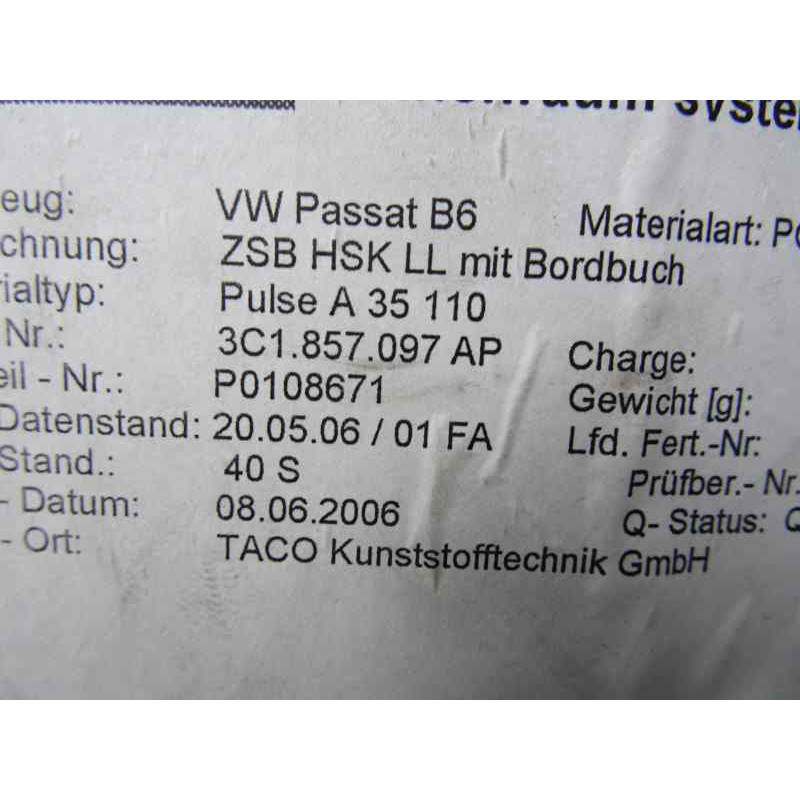 system
eug: VW Passat B6 Materialart: P
chnung: ZSB HSK LL mit Bordbuch
rialtyp: Pulse A 35 110
Nr.: 3C1.857.097 AP Charge:
eil - Nr.: P0108671 Gewicht [g]:
Datenstand: 20.05.06 / 01 FA Lfd. Fert.-Nr:
Stand.: 40 S Prüfber.- Nr.
- Datum: 08.06.2006 Q- Status: Q
- Ort: TACO Kunststofftechnik GmbH